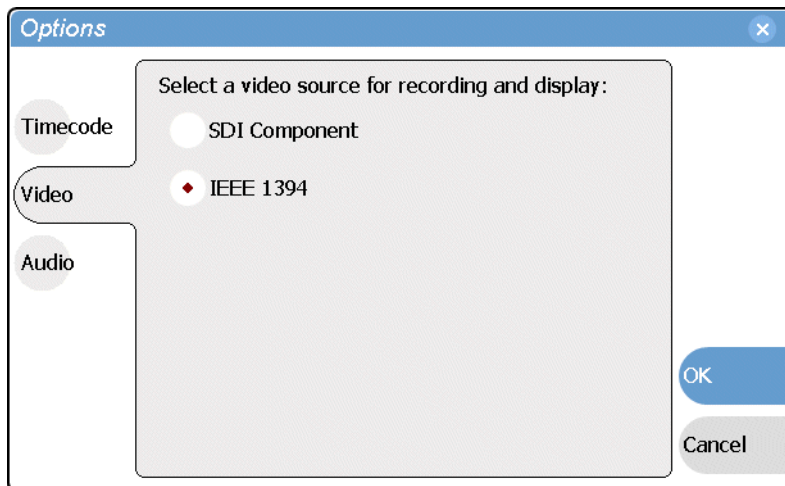 Options
Select a video source for recording and display:
Timecode
SDI Component
Video
IEEE 1394
Audio
OK
Cancel